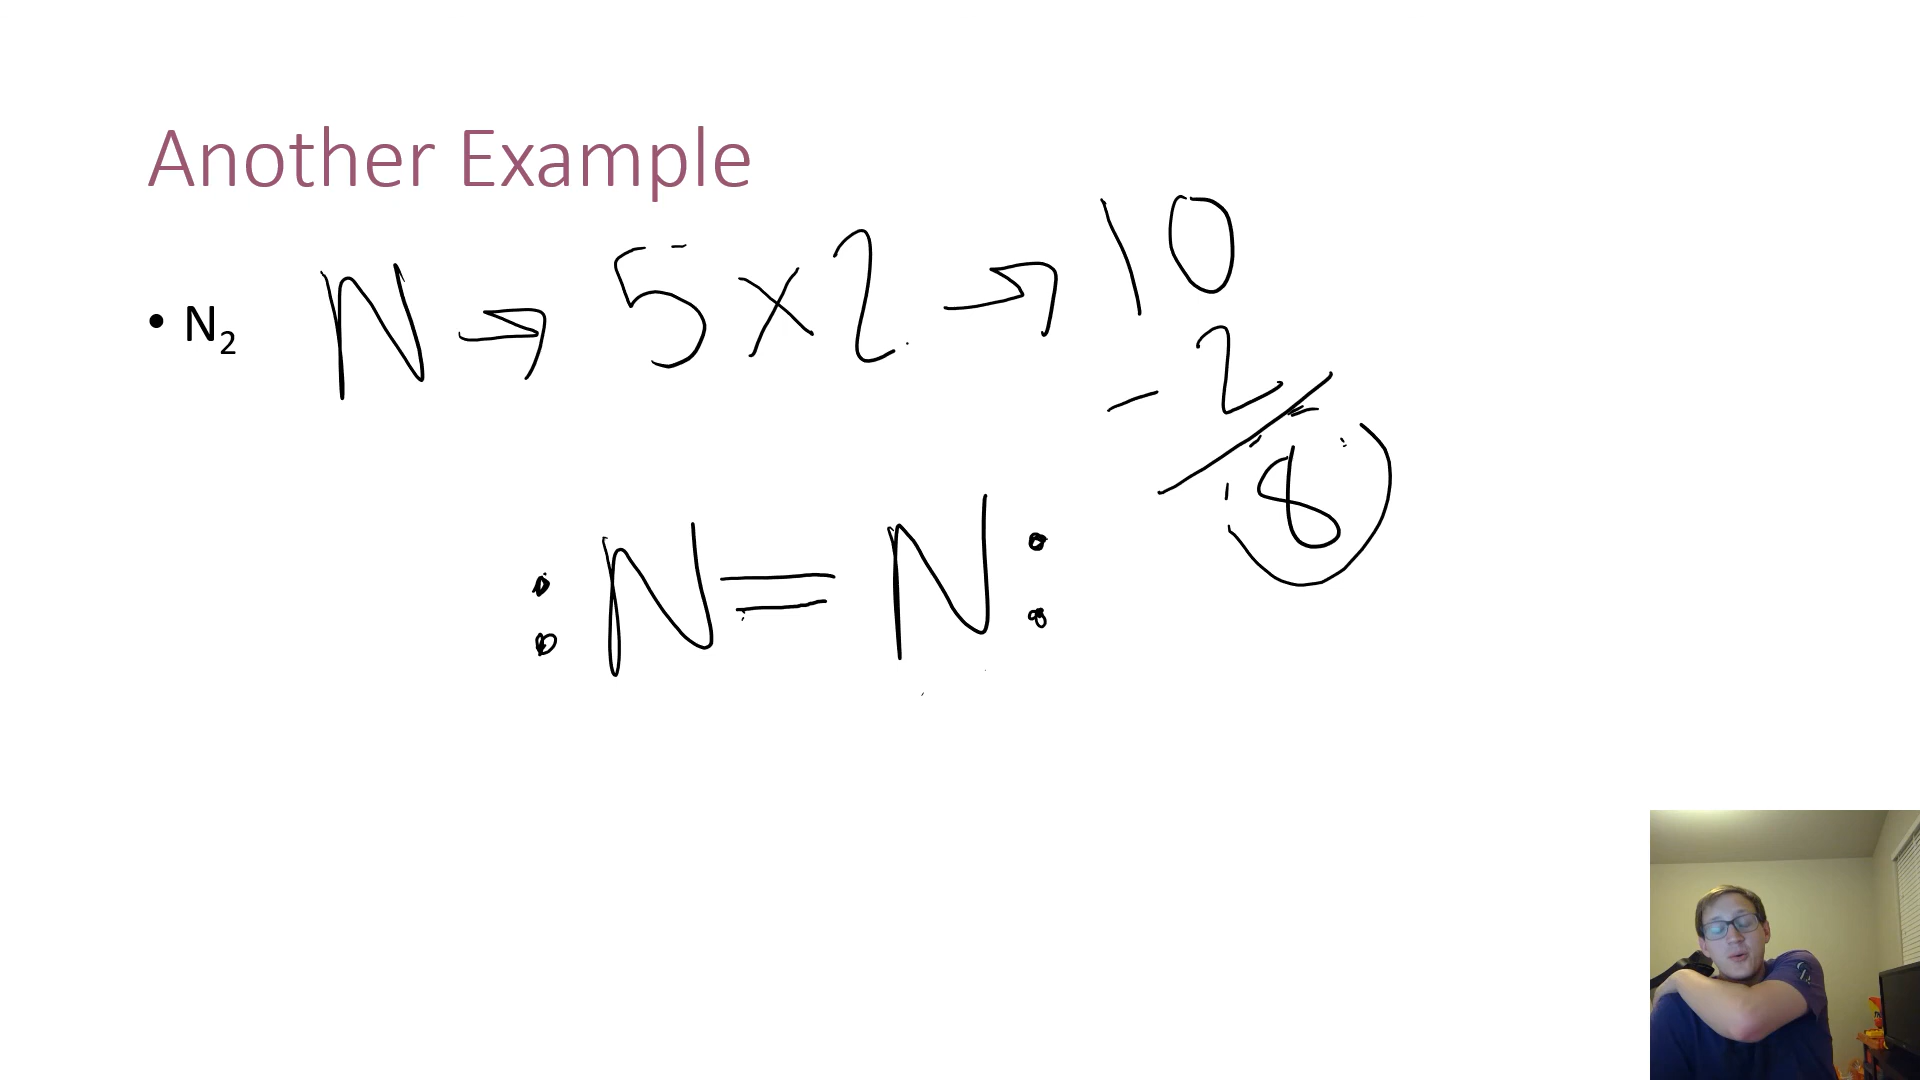 Another Example
• N₂ N → 5 x 2 → 10
- 2
8
: N = N :